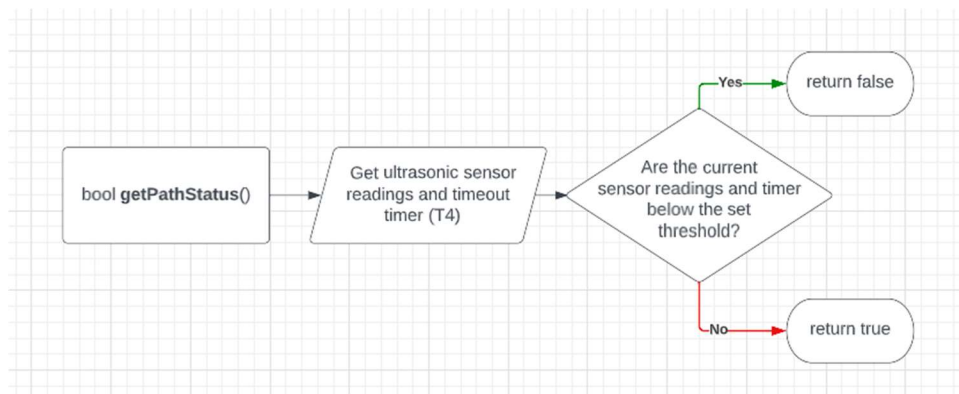 bool getPathStatus()
Get ultrasonic sensor
readings and timeout
timer (T4)
Are the current
sensor readings and timer
below the set
threshold?
Yes
return false
No
return true